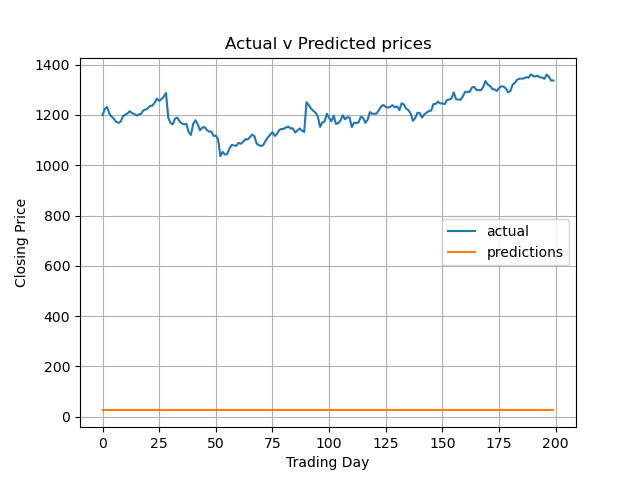 Actual v Predicted prices
1400
1200
1000
800
600
400
200
0
Closing Price
actual
predictions
0 25 50 75 100 125 150 175 200
Trading Day